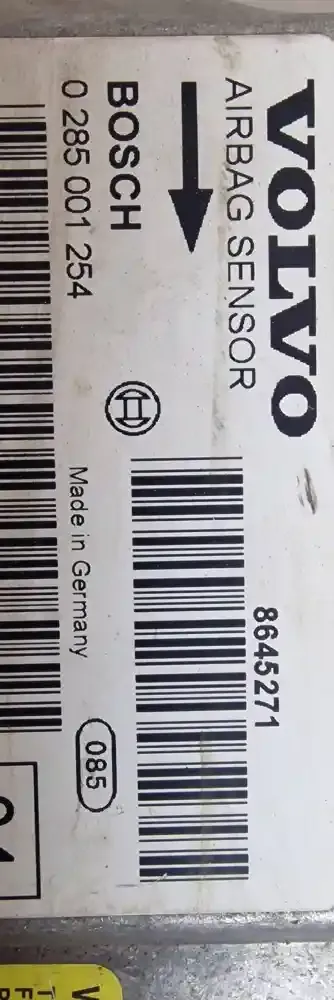 VOLVO
AIRBAG SENSOR
8645271
BOSCH
0 285 001 254
Made in Germany
085